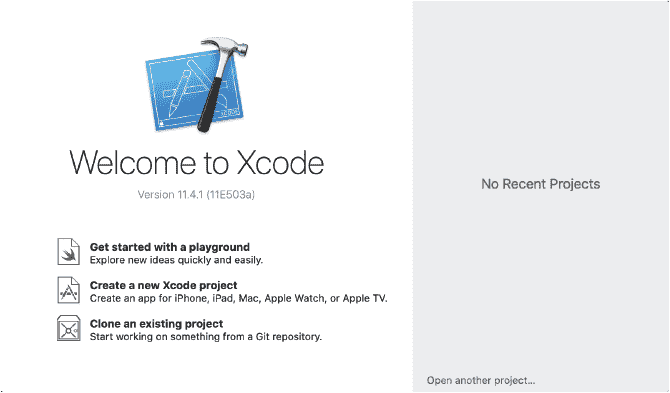 Welcome to Xcode
Version 11.4.1 (11E503a)
Get started with a playground
Explore new ideas quickly and easily.
Create a new Xcode project
Create an app for iPhone, iPad, Mac, Apple Watch, or Apple TV.
Clone an existing project
Start working on something from a Git repository.
No Recent Projects
Open another project...